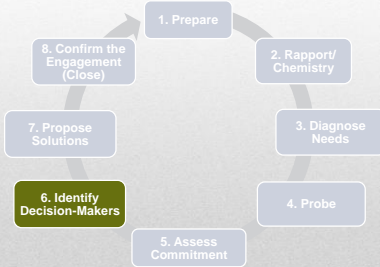 1. Prepare
2. Rapport/
Chemistry
3. Diagnose
Needs
4. Probe
5. Assess
Commitment
6. Identify
Decision-Makers
7. Propose
Solutions
8. Confirm the
Engagement
(Close)